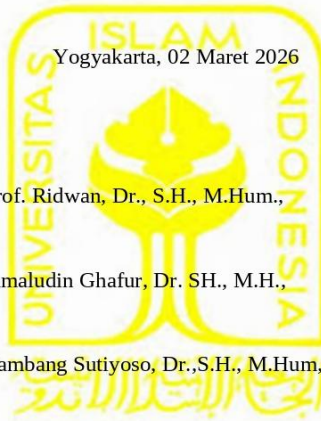 ISLAM
UNIVERSITAS
INDONESIA
Yogyakarta, 02 Maret 2026
rof. Ridwan, Dr., S.H., M.Hum.,
maludin Ghafur, Dr. SH., M.H.,
ambang Sutiyoso, Dr.,S.H., M.Hum,